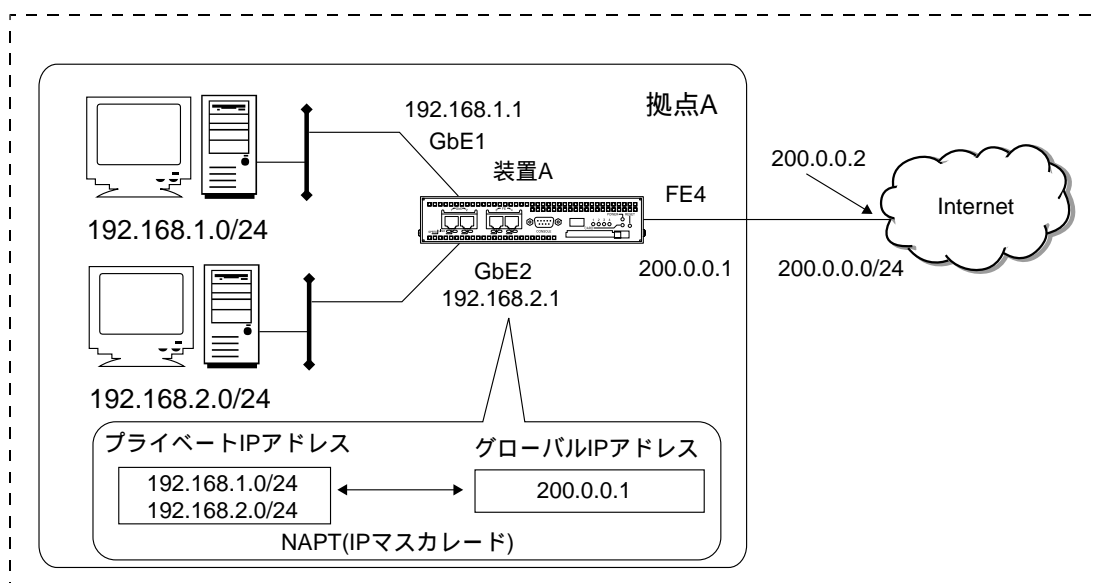 拠点A
192.168.1.1
GbE1
装置A
FE4
200.0.0.2
Internet
192.168.1.0/24
CONSOLE
GbE2
192.168.2.1
200.0.0.1
200.0.0.0/24
192.168.2.0/24
プライベートIPアドレス
グローバルIPアドレス
192.168.1.0/24
192.168.2.0/24
200.0.0.1
NAPT(IPマスカレード)